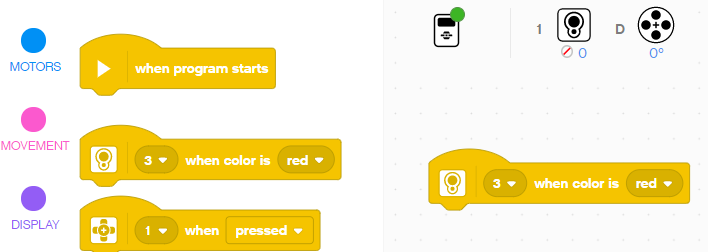 MOTORS
when program starts
MOVEMENT
3 when color is red
DISPLAY
1 when pressed
1
0
D
0°
3 when color is red